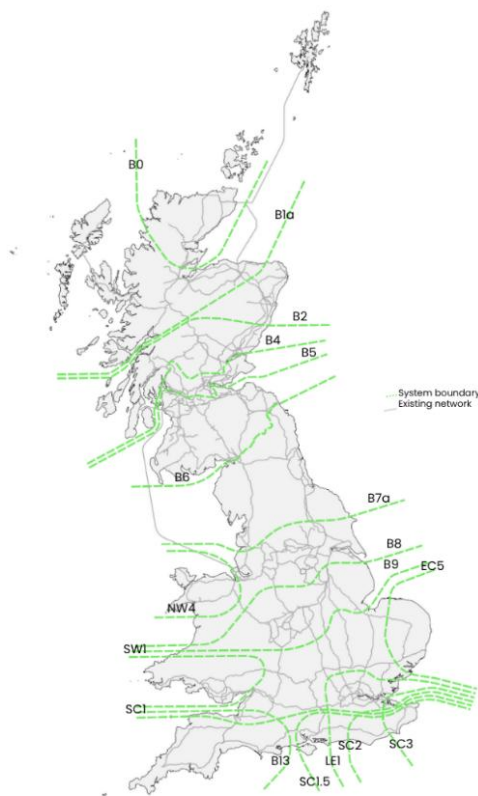 B0
B1a
B2
B4
B5
System boundary
Existing network
B6
B7a
B8
B9
EC5
NW4
SW1
SC1
B13
SC1.5
LE1
SC2
SC3